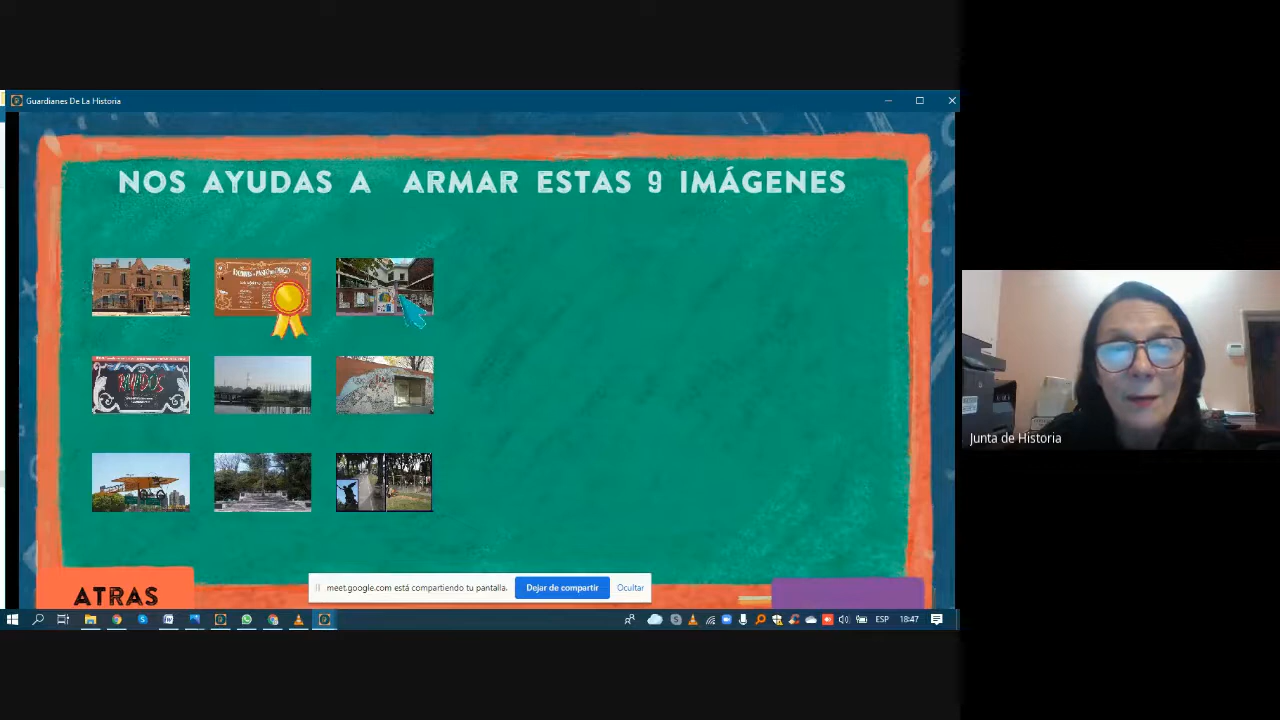 Guardianes De La Historia
NOS AYUDAS A ARMAR ESTAS 9 IMÁGENES
ATRAS
meet.google.com está compartiendo tu pantalla.
Dejar de compartir
Ocultar
ESP
18:47
Junta de Historia